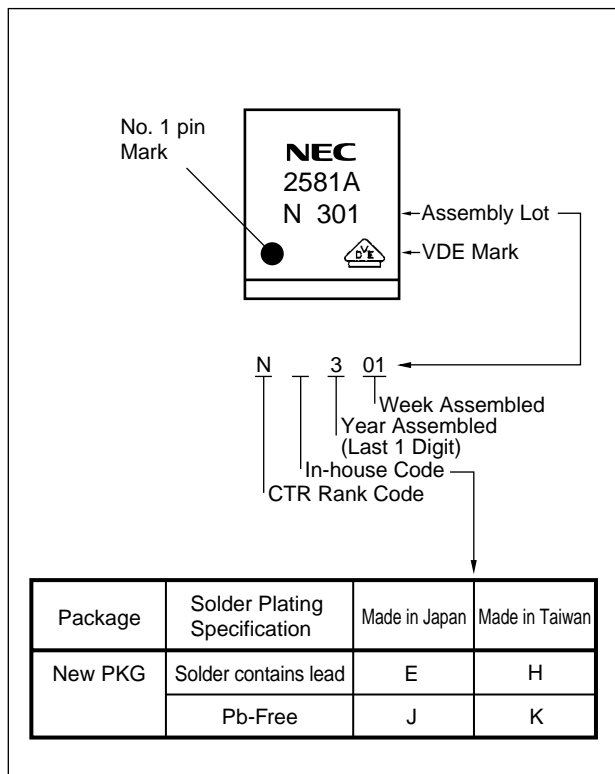 No. 1 pin
Mark
NEC
2581A
N 301
Assembly Lot
VDE Mark
VDE
N 3 01
Week Assembled
Year Assembled
(Last 1 Digit)
In-house Code
CTR Rank Code
Package Solder Plating Specification Made in Japan Made in Taiwan
New PKG Solder contains lead E H
Pb-Free J K